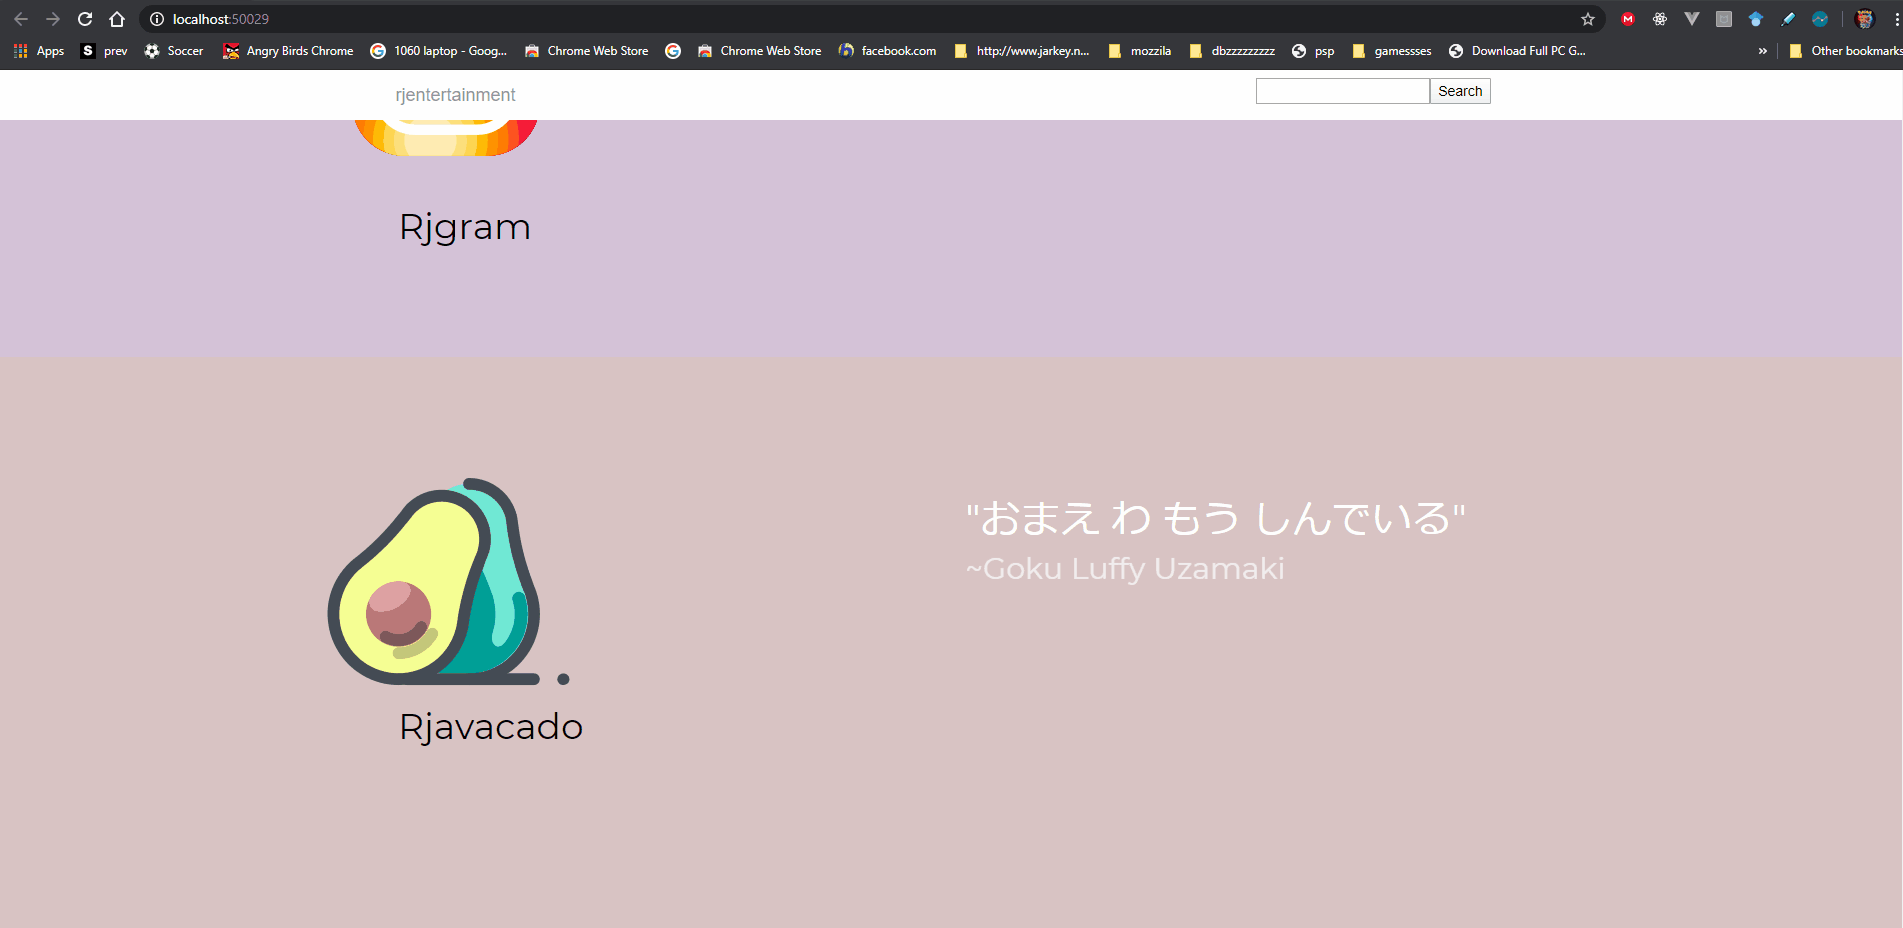 localhost:50029
Apps prev Soccer Angry Birds Chrome 1060 laptop - Goog... Chrome Web Store Chrome Web Store facebook.com http://www.jarkey.n... mozzila dbzzzzzzzzz psp gamessses Download Full PC G... » Other bookmarks
rjentertainment Search
Rjgram
"おまえ わ もう しんでいる"
~Goku Luffy Uzamaki
Rjavacado